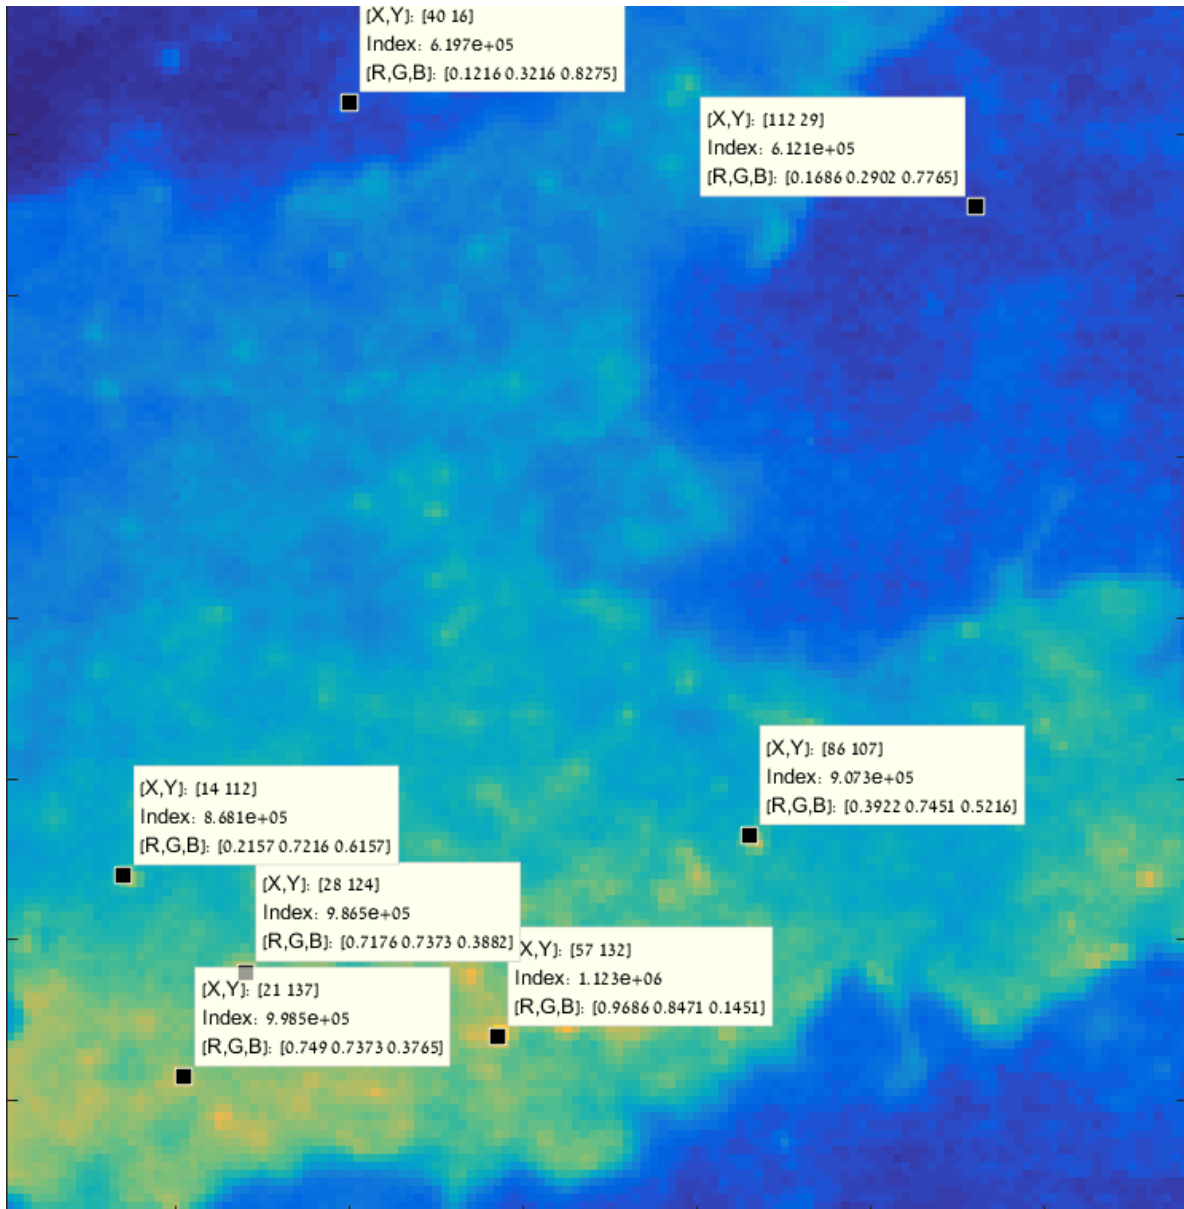 [X,Y]: [40 16]
Index: 6.197e+05
[R,G,B]: [0.1216 0.3216 0.8275]
[X,Y]: [112 29]
Index: 6.121e+05
[R,G,B]: [0.1686 0.2902 0.7765]
[X,Y]: [86 107]
Index: 9.073e+05
[R,G,B]: [0.3922 0.7451 0.5216]
[X,Y]: [14 112]
Index: 8.681e+05
[R,G,B]: [0.2157 0.7216 0.6157]
[X,Y]: [28 124]
Index: 9.865e+05
[R,G,B]: [0.7176 0.7373 0.3882]
X,Y]: [57 132]
Index: 1.123e+06
[R,G,B]: [0.9686 0.8471 0.1451]
[X,Y]: [21 137]
Index: 9.985e+05
[R,G,B]: [0.749 0.7373 0.3765]